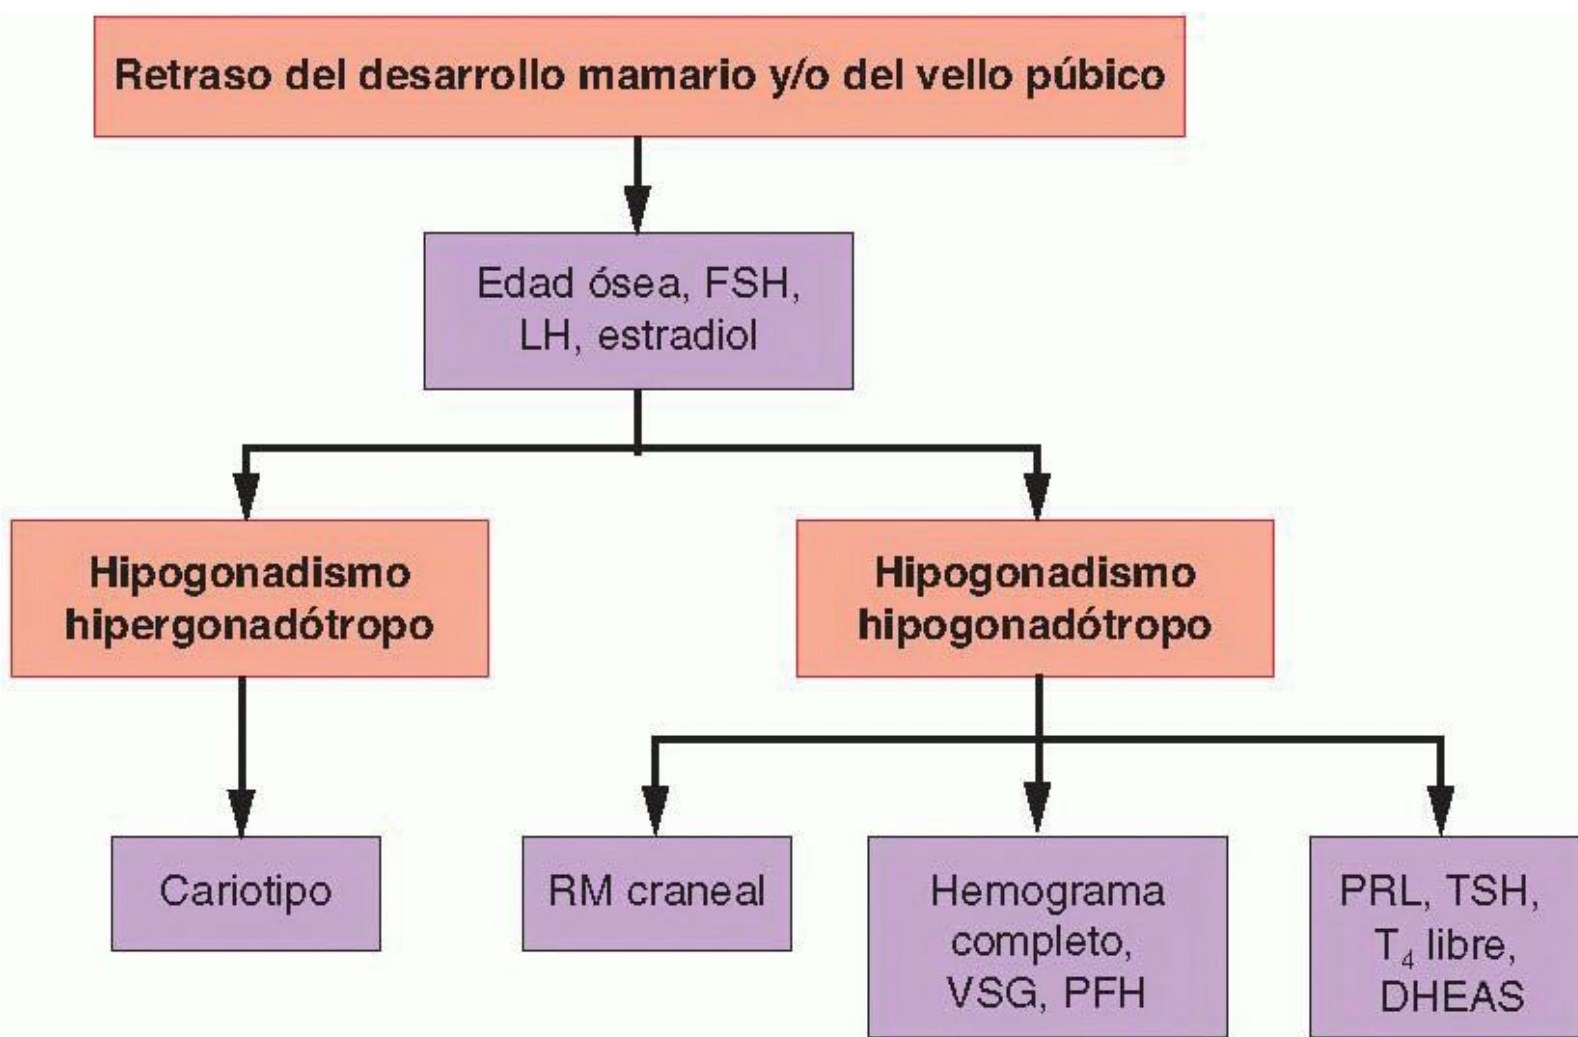 Retraso del desarrollo mamario y/o del vello púbico
Edad ósea, FSH,
LH, estradiol
Hipogonadismo
hipergonadótropo
Hipogonadismo
hipogonadótropo
Cariotipo
RM craneal
Hemograma
completo,
VSG, PFH
PRL, TSH,
T₄ libre,
DHEAS